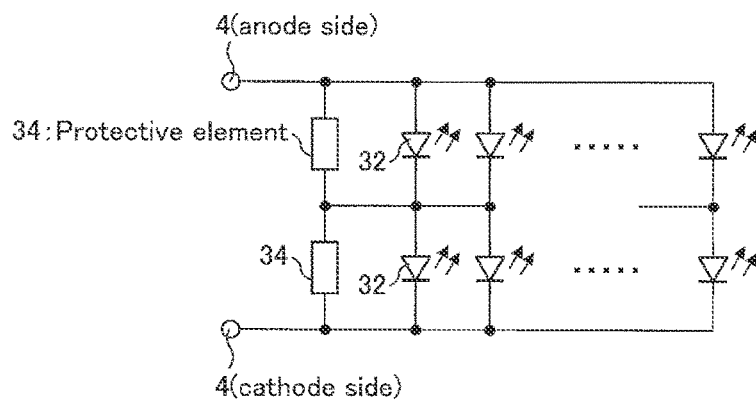 4(anode side)
34:Protective element
32
34
32
4(cathode side)